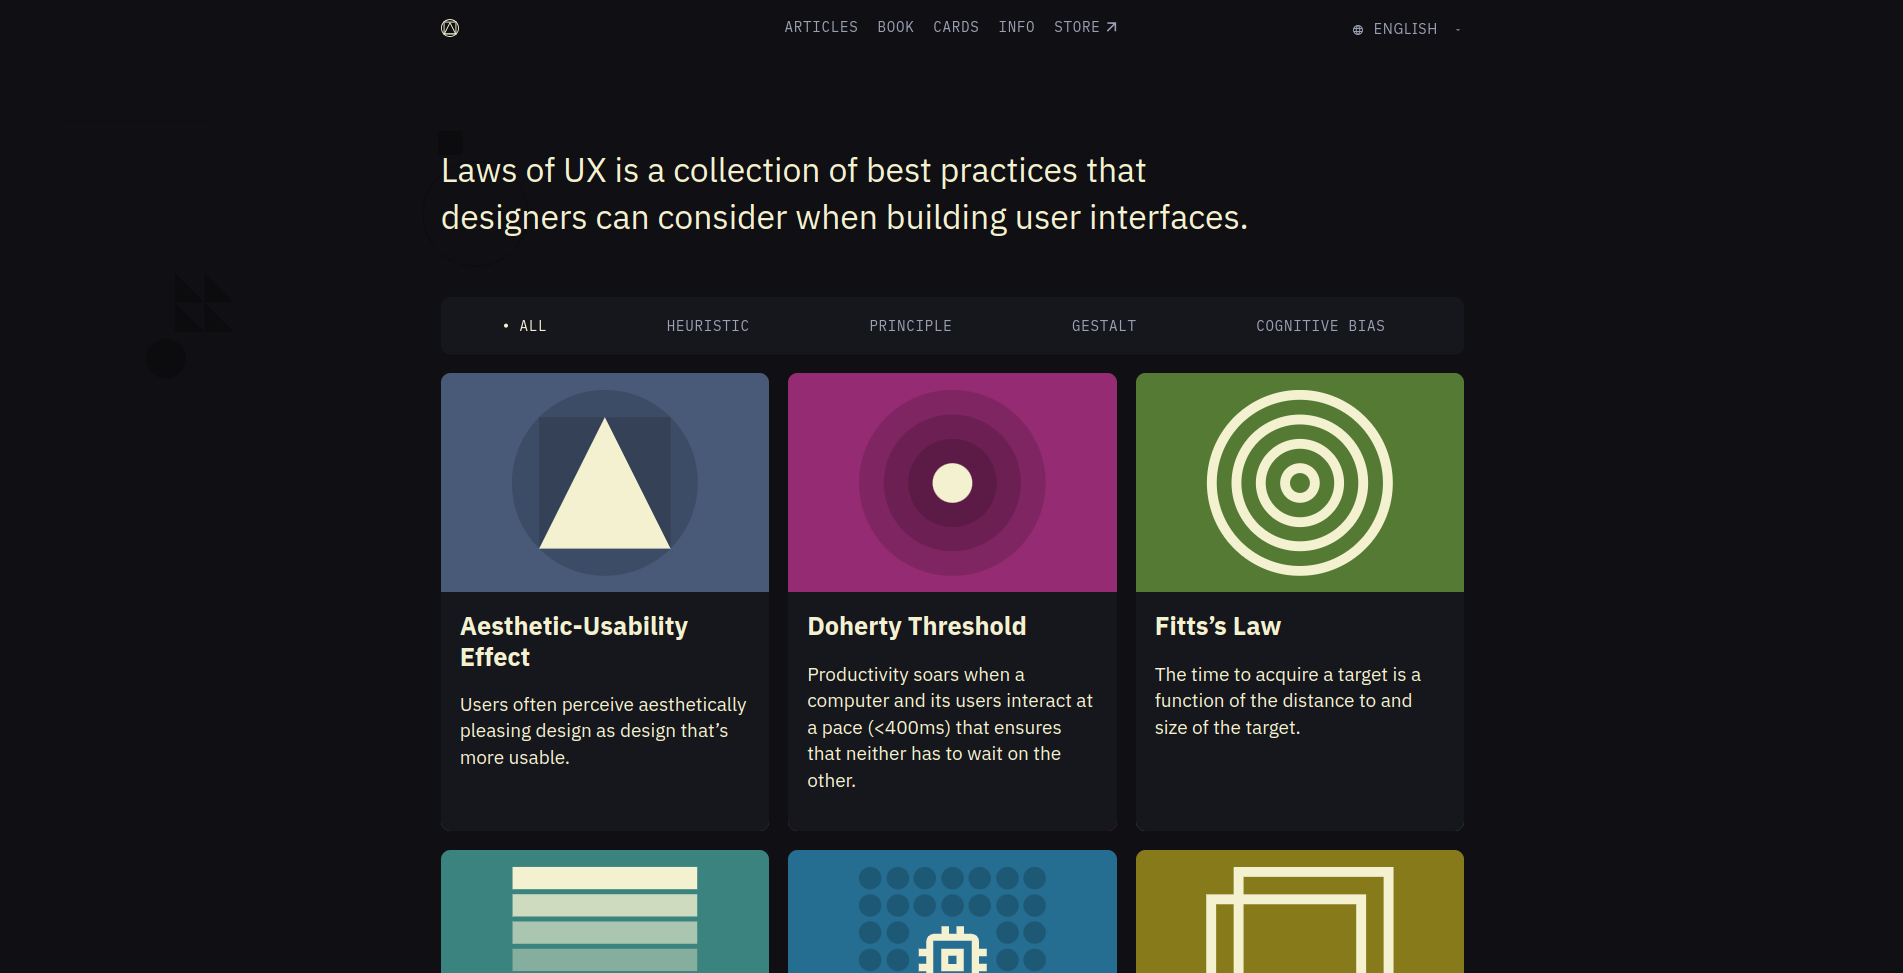 ARTICLES BOOK CARDS INFO STORE
ENGLISH
Laws of UX is a collection of best practices that
designers can consider when building user interfaces.
• ALL HEURISTIC PRINCIPLE GESTALT COGNITIVE BIAS
Aesthetic-Usability
Effect
Users often perceive aesthetically
pleasing design as design that’s
more usable.
Doherty Threshold
Productivity soars when a
computer and its users interact at
a pace (<400ms) that ensures
that neither has to wait on the
other.
Fitts’s Law
The time to acquire a target is a
function of the distance to and
size of the target.